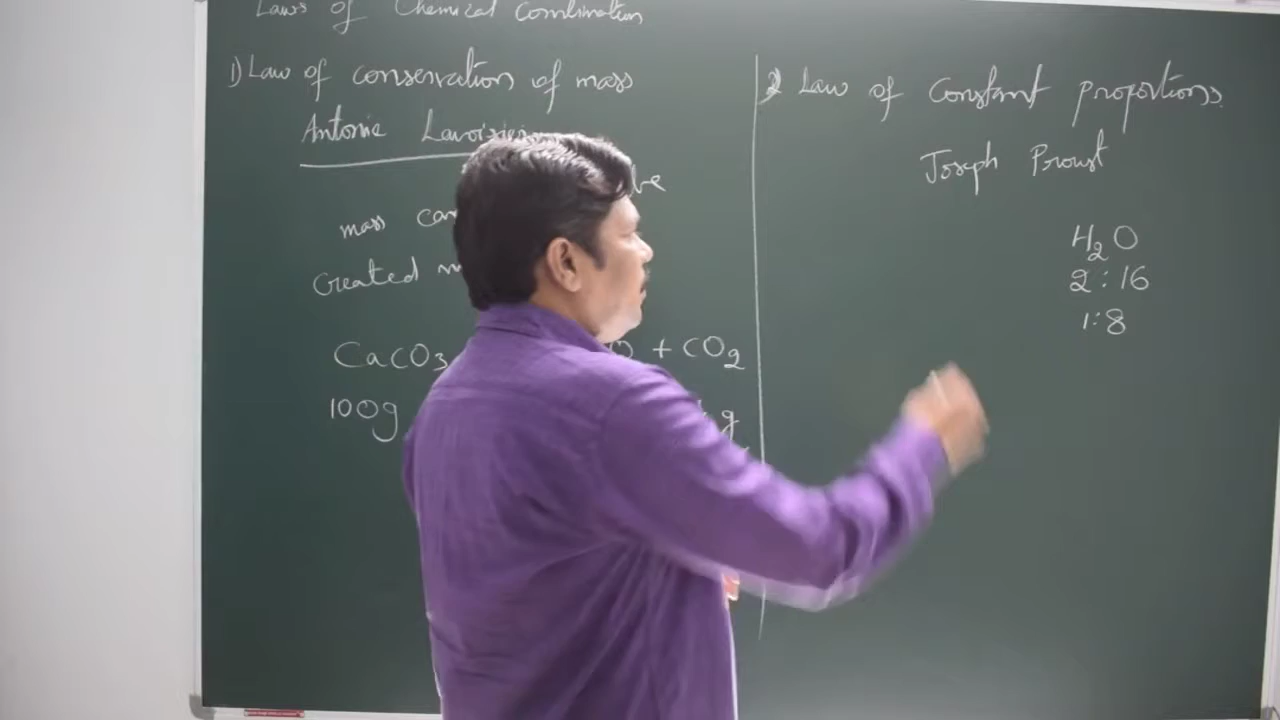 Laws of Chemical Combination
1) Law of conservation of mass
Antonie
mass
created
CaCO3 + CO2
100g g
2 Law of Constant proportions
Joseph Proust
H2O
2:16
1:8